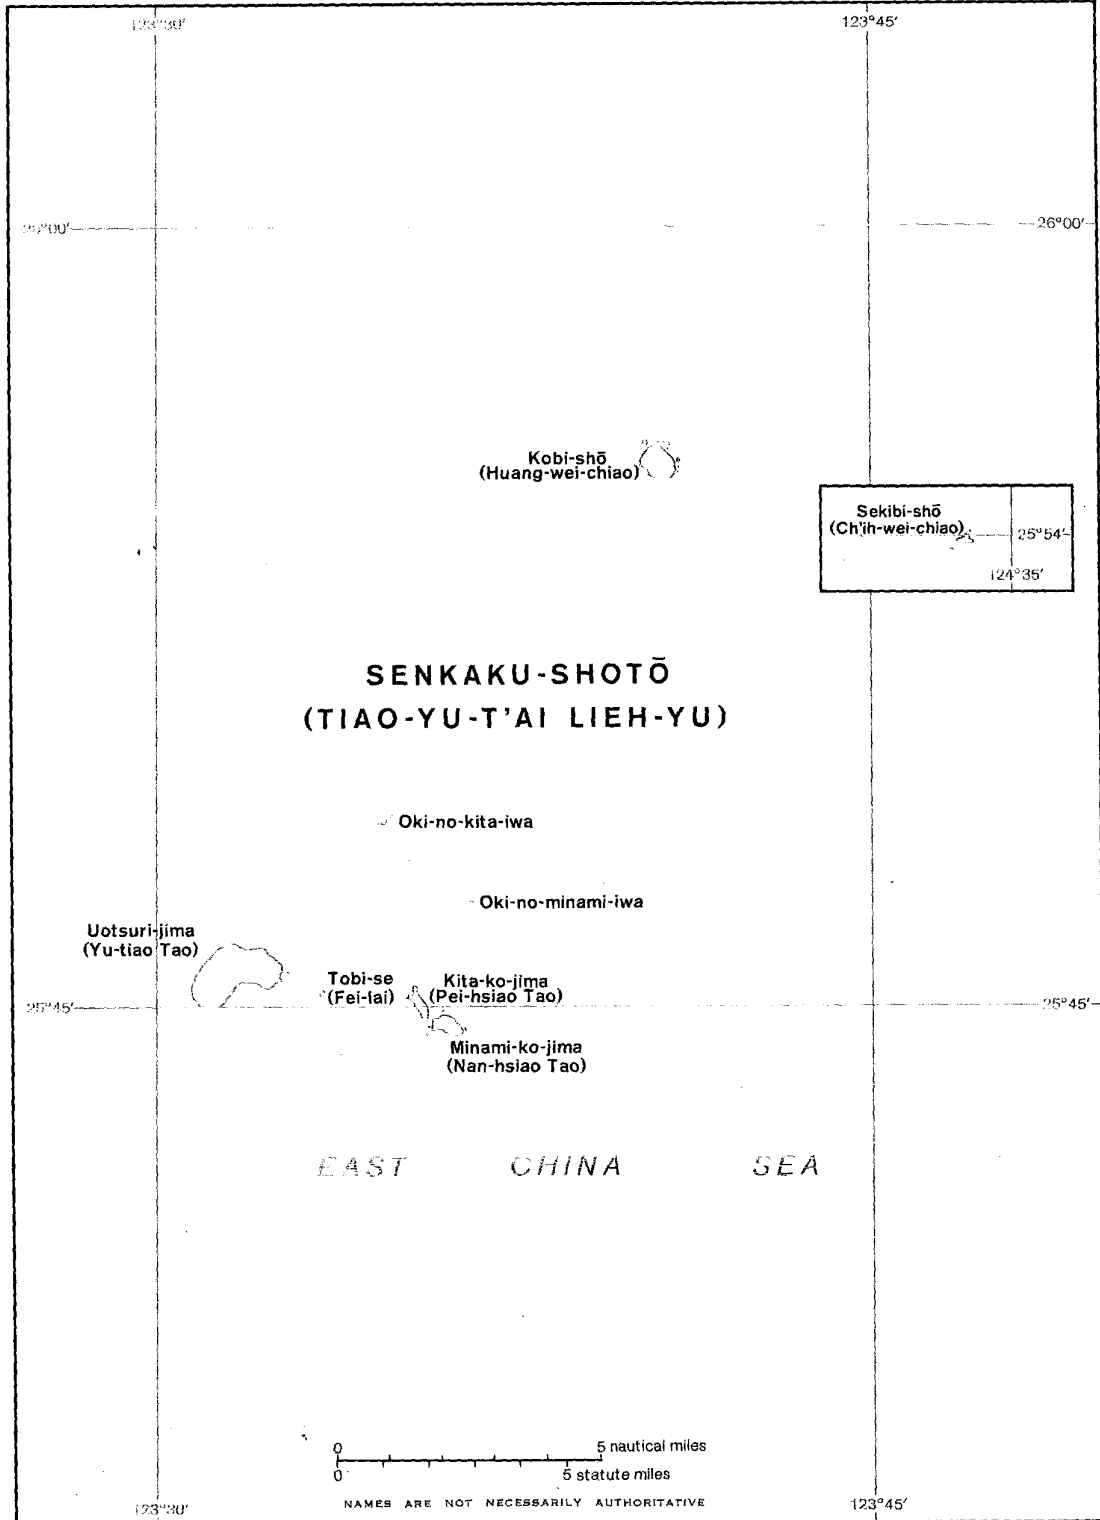 123°30′
123°45′
26°00′
26°00′
Kobi-shō
(Huang-wei-chiao)
Sekibi-shō
(Ch'ih-wei-chiao)
25°54′
124°35′
SENKAKU-SHOTŌ
(TIAO-YU-T'AI LIEH-YU)
Oki-no-kita-iwa
Oki-no-minami-iwa
Uotsuri-jima
(Yu-tiao Tao)
Tobi-se
(Fei-lai)
Kita-ko-jima
(Pei-hsiao Tao)
25°45′
25°45′
Minami-ko-jima
(Nan-hsiao Tao)
EAST CHINA SEA
0 5 nautical miles
0 5 statute miles
NAMES ARE NOT NECESSARILY AUTHORITATIVE
123°30′
123°45′